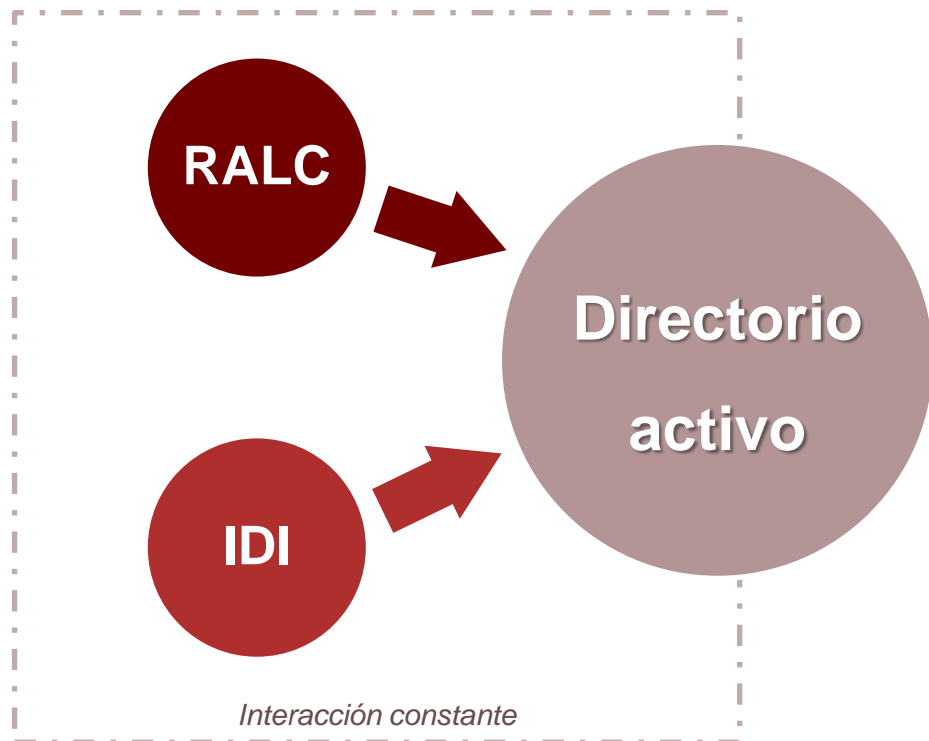 RALC
Directorio
activo
IDI
Interacción constante